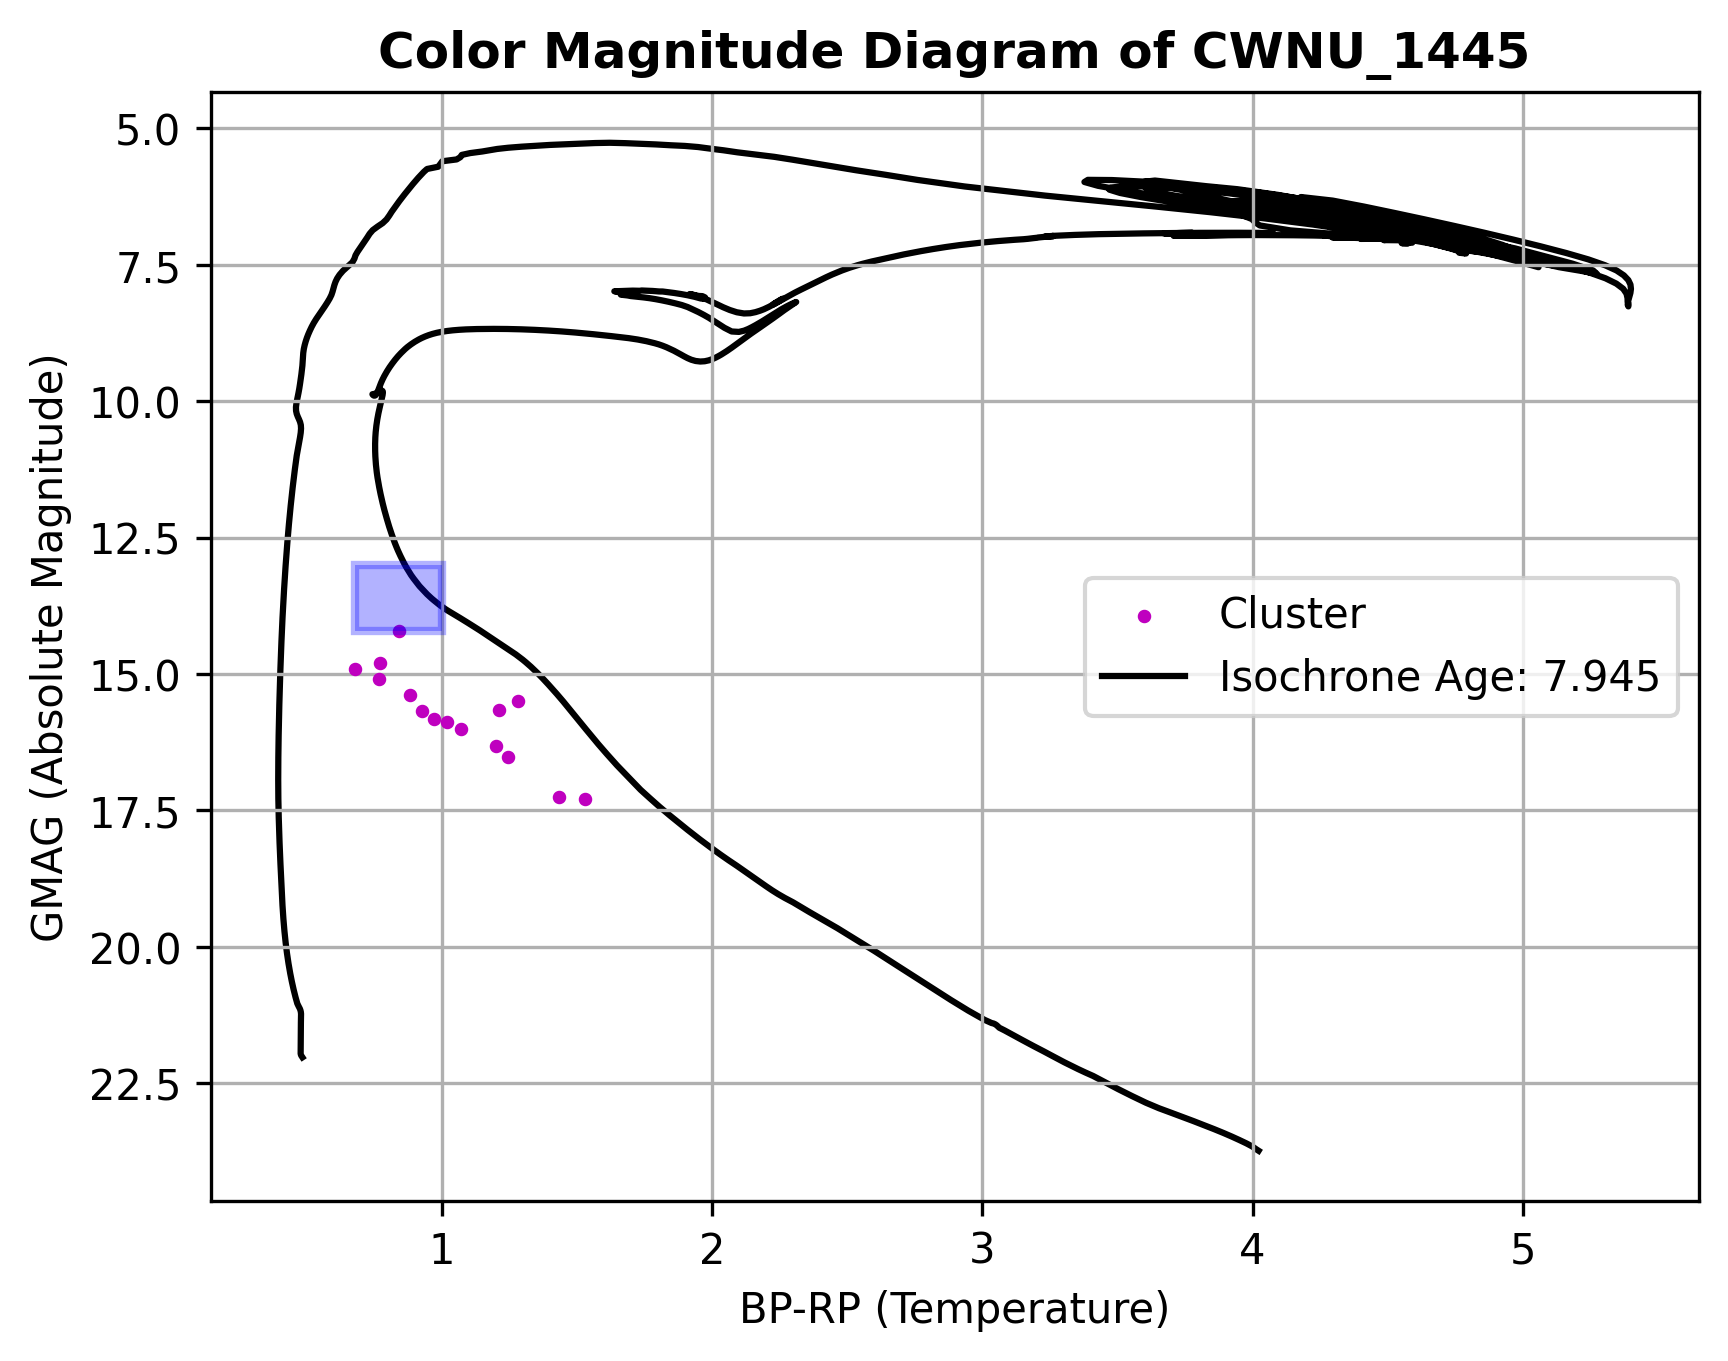 Color Magnitude Diagram of CWNU_1445
GMAG (Absolute Magnitude)
5.0
7.5
10.0
12.5
15.0
17.5
20.0
22.5
Cluster
Isochrone Age: 7.945
1 2 3 4 5
BP-RP (Temperature)